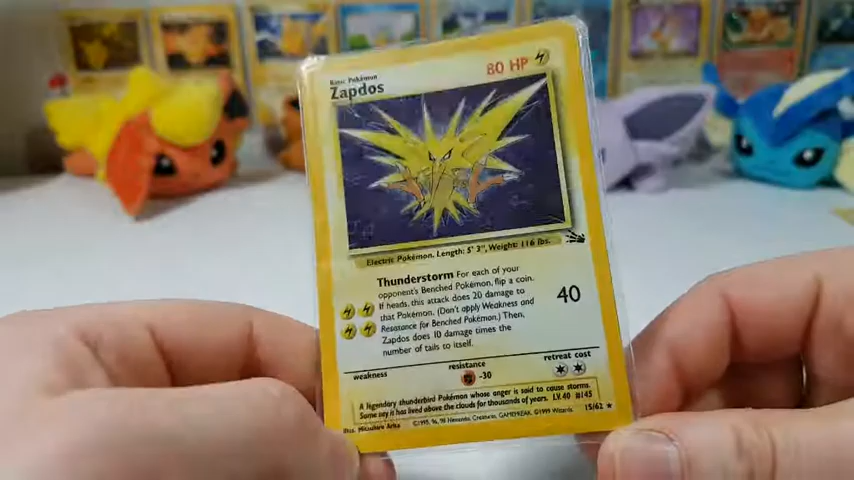 Basic Pokémon
Zapdos
80 HP
Electric Pokémon. Length: 5' 3", Weight: 116 lbs.
Thunderstorm For each of your
opponent's Benched Pokémon, flip a coin.
If heads, this attack does 20 damage to
that Pokémon. (Don't apply Weakness and
Resistance for Benched Pokémon.) Then
Zapdos does 10 damage times the
number of tails to itself.
40
weakness
resistance
-30
retreat cost
A legendary thunderbird Pokémon whose anger is said to cause storms.
Some say it has lived above the clouds for thousands of years. LV. 40 #145
Illus. Mitsuhiro Arita
©1995, 96, 98 Nintendo, Creatures, GAMEFREAK. ©1999 Wizards.
15/62 ★